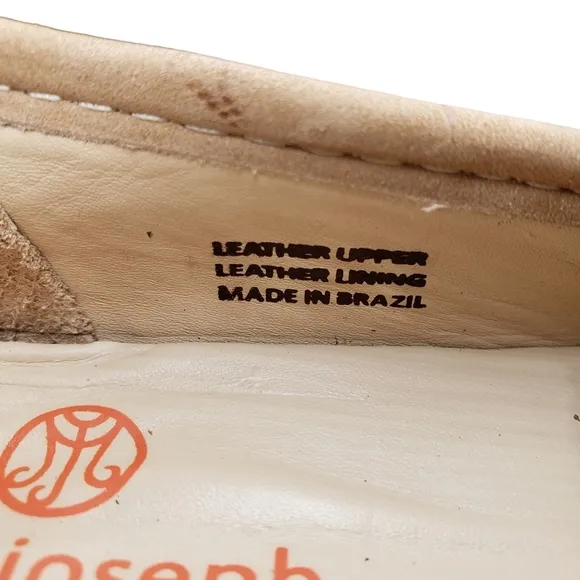 LEATHER UPPER
LEATHER LINING
MADE IN BRAZIL
joseph